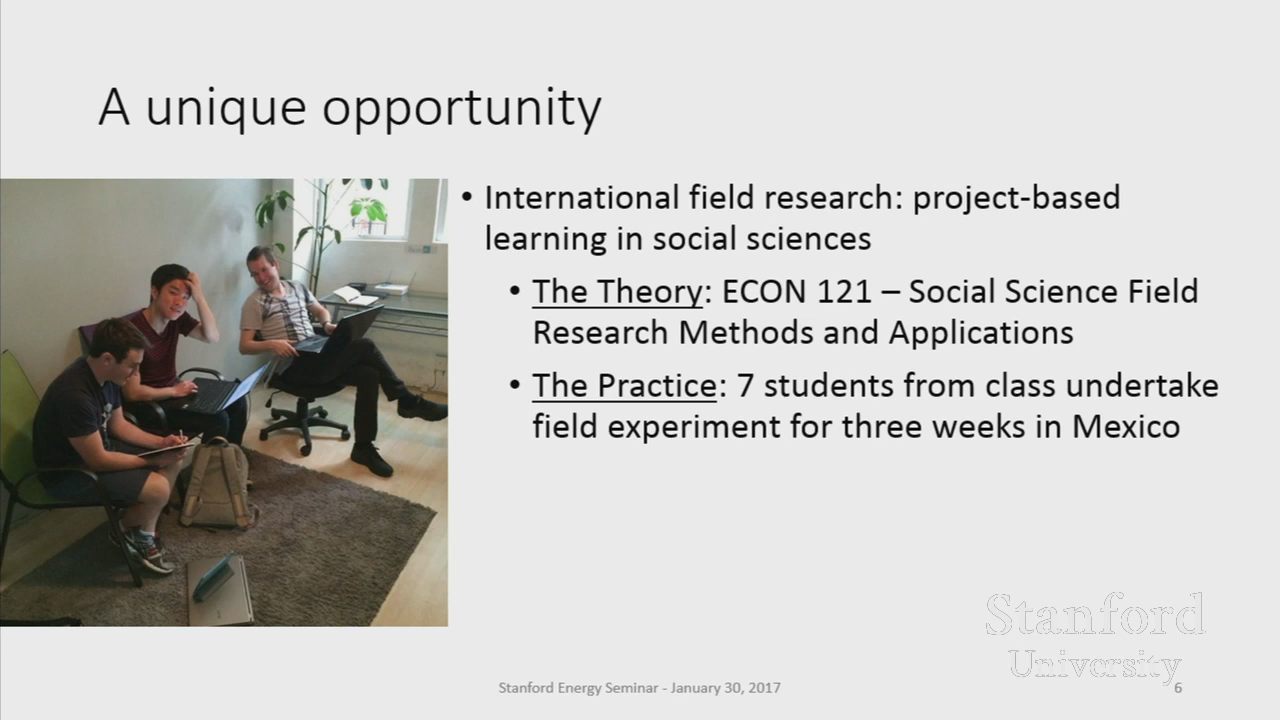 A unique opportunity
• International field research: project-based
learning in social sciences
• The Theory: ECON 121 – Social Science Field
Research Methods and Applications
• The Practice: 7 students from class undertake
field experiment for three weeks in Mexico
Stanford
University
Stanford Energy Seminar - January 30, 2017
6